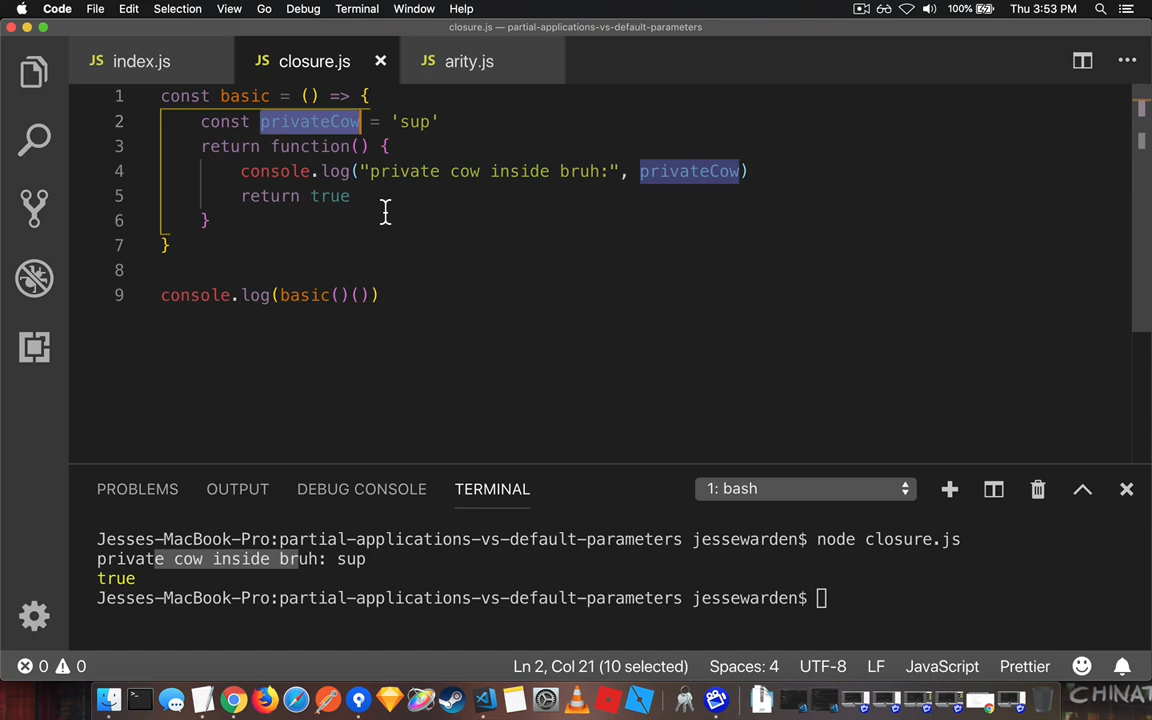 Code File Edit Selection View Go Debug Terminal Window Help 100% Thu 3:53 PM
closure.js — partial-applications-vs-default-parameters
JS index.js JS closure.js JS arity.js
1 const basic = () => {
2 const privateCow = 'sup'
3 return function() {
4 console.log("private cow inside bruh:", privateCow)
5 return true
6 }
7 }
8
9 console.log(basic()())
PROBLEMS OUTPUT DEBUG CONSOLE TERMINAL 1: bash
Jesses-MacBook-Pro:partial-applications-vs-default-parameters jessewarden$ node closure.js
private cow inside bruh: sup
true
Jesses-MacBook-Pro:partial-applications-vs-default-parameters jessewarden$
0 0 Ln 2, Col 21 (10 selected) Spaces: 4 UTF-8 LF JavaScript Prettier
CHINAT